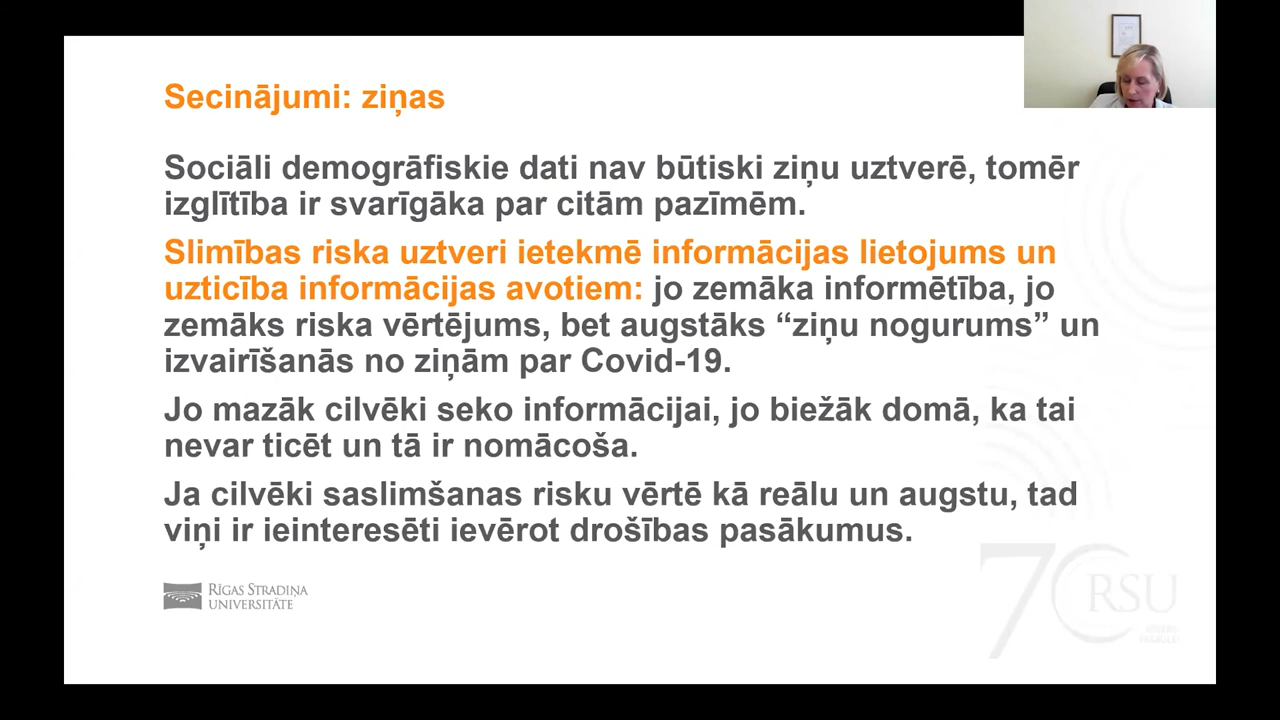 Secinājumi: ziņas
Sociāli demogrāfiskie dati nav būtiski ziņu uztverē, tomēr
izglītība ir svarīgāka par citām pazīmēm.
Slimības riska uztveri ietekmē informācijas lietojums un
uzticība informācijas avotiem: jo zemāka informētība, jo
zemāks riska vērtējums, bet augstāks “ziņu nogurums” un
izvairīšanās no ziņām par Covid-19.
Jo mazāk cilvēki seko informācijai, jo biežāk domā, ka tai
nevar ticēt un tā ir nomācoša.
Ja cilvēki saslimšanas risku vērtē kā reālu un augstu, tad
viņi ir ieinteresēti ievērot drošības pasākumus.
RĪGAS STRADIŅA
UNIVERSITĀTE
70 RSU